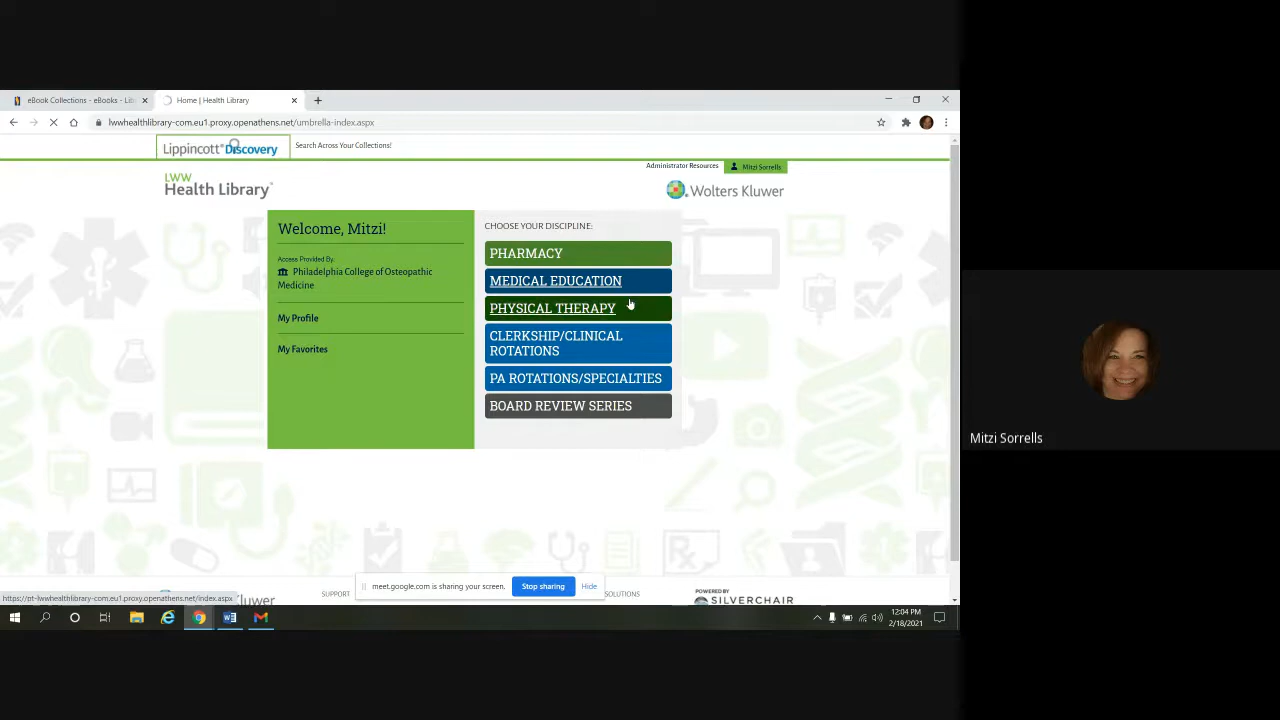 eBook Collections - eBooks - Lib
Home | Health Library
lwwhealthlibrary-com.eu1.proxy.openathens.net/umbrella-index.aspx
Lippincott® Discovery
Search Across Your Collections!
Administrator Resources
Mitzi Sorrells
LWW
Health Library
Wolters Kluwer
Welcome, Mitzi!
Access Provided By:
Philadelphia College of Osteopathic
Medicine
My Profile
My Favorites
CHOOSE YOUR DISCIPLINE:
PHARMACY
MEDICAL EDUCATION
PHYSICAL THERAPY
CLERKSHIP/CLINICAL
ROTATIONS
PA ROTATIONS/SPECIALTIES
BOARD REVIEW SERIES
Mitzi Sorrells
meet.google.com is sharing your screen.
Stop sharing
Hide
https://pt-lwwhealthlibrary-com.eu1.proxy.openathens.net/index.aspx
Kluwer
SUPPORT
SOLUTIONS
POWERED BY
SILVERCHAIR
12:04 PM
2/18/2021